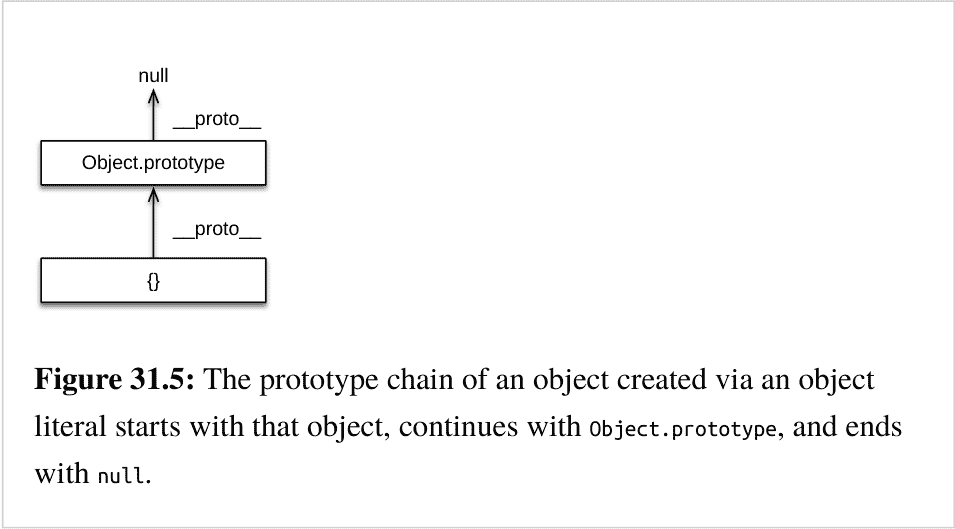 null
__proto__
Object.prototype
__proto__
{}
Figure 31.5: The prototype chain of an object created via an object
literal starts with that object, continues with Object.prototype, and ends
with null.